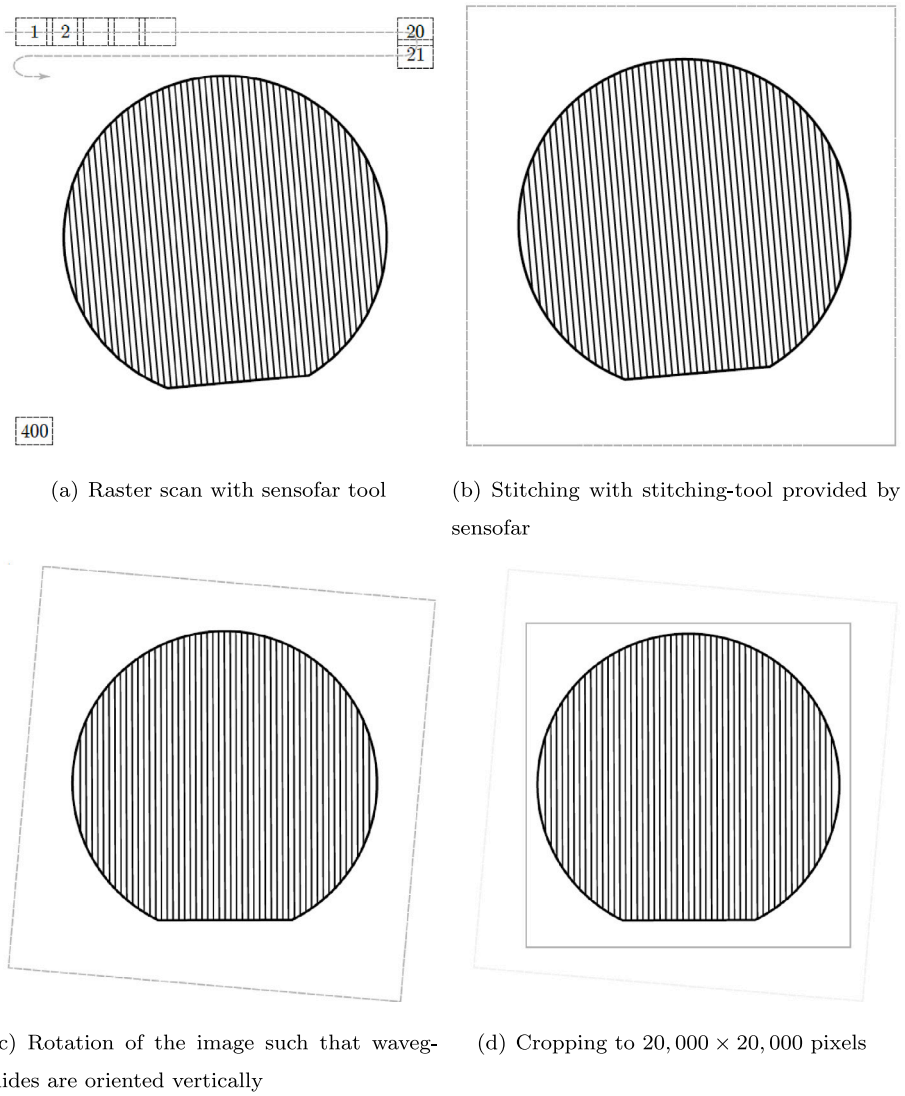 1 2 20
21
400
(a) Raster scan with sensofar tool
(b) Stitching with stitching-tool provided by
sensofar
c) Rotation of the image such that waveg-
uides are oriented vertically
(d) Cropping to 20,000 × 20,000 pixels